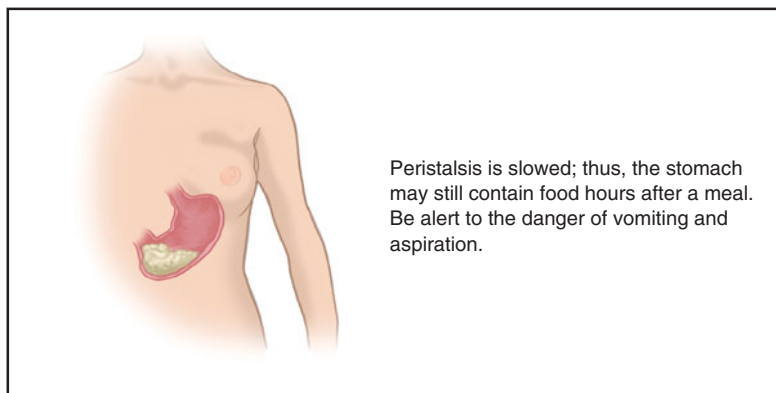 Peristalsis is slowed; thus, the stomach
may still contain food hours after a meal.
Be alert to the danger of vomiting and
aspiration.